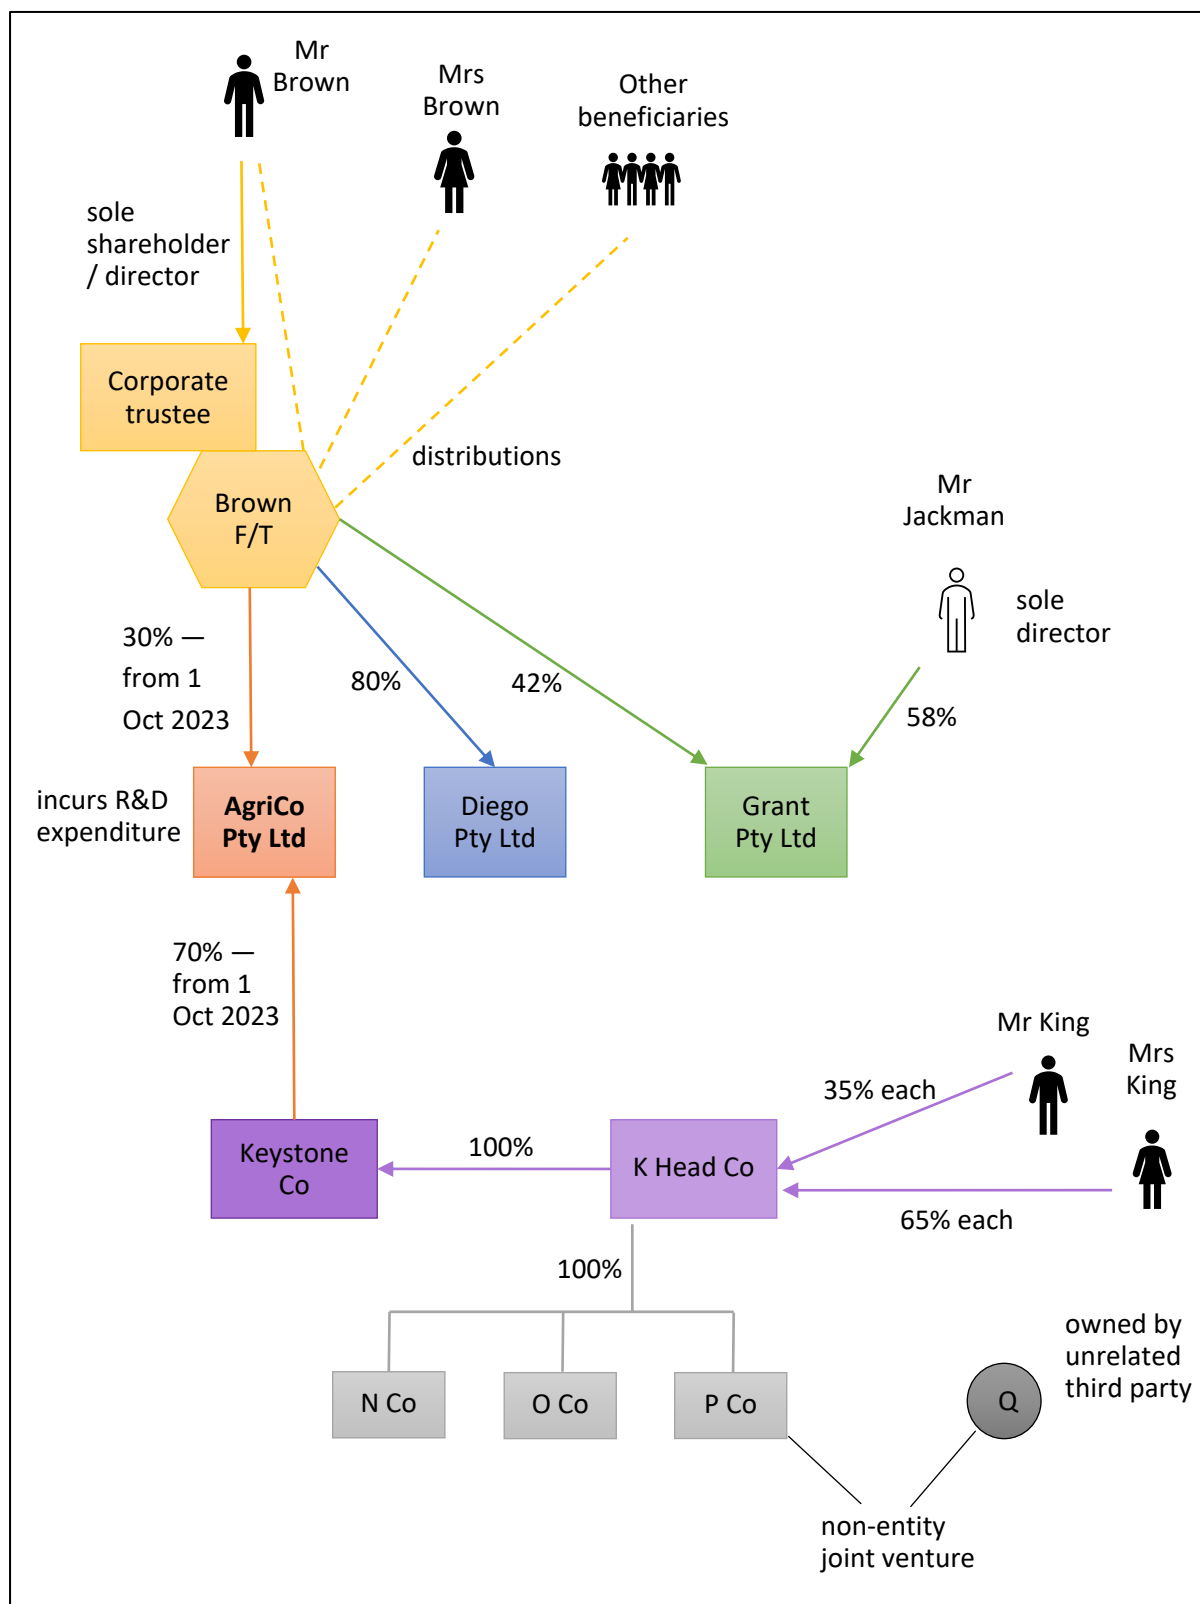 Mr
Brown
Mrs
Brown
Other
beneficiaries
sole
shareholder
/ director
Corporate
trustee
distributions
Brown
F/T
Mr
Jackman
sole
director
30% —
from 1
Oct 2023
80%
42%
58%
incurs R&D
expenditure
AgriCo
Pty Ltd
Diego
Pty Ltd
Grant
Pty Ltd
70% —
from 1
Oct 2023
Mr King
Mrs
King
35% each
Keystone
Co
100%
K Head Co
65% each
100%
owned by
unrelated
third party
N Co
O Co
P Co
Q
non-entity
joint venture